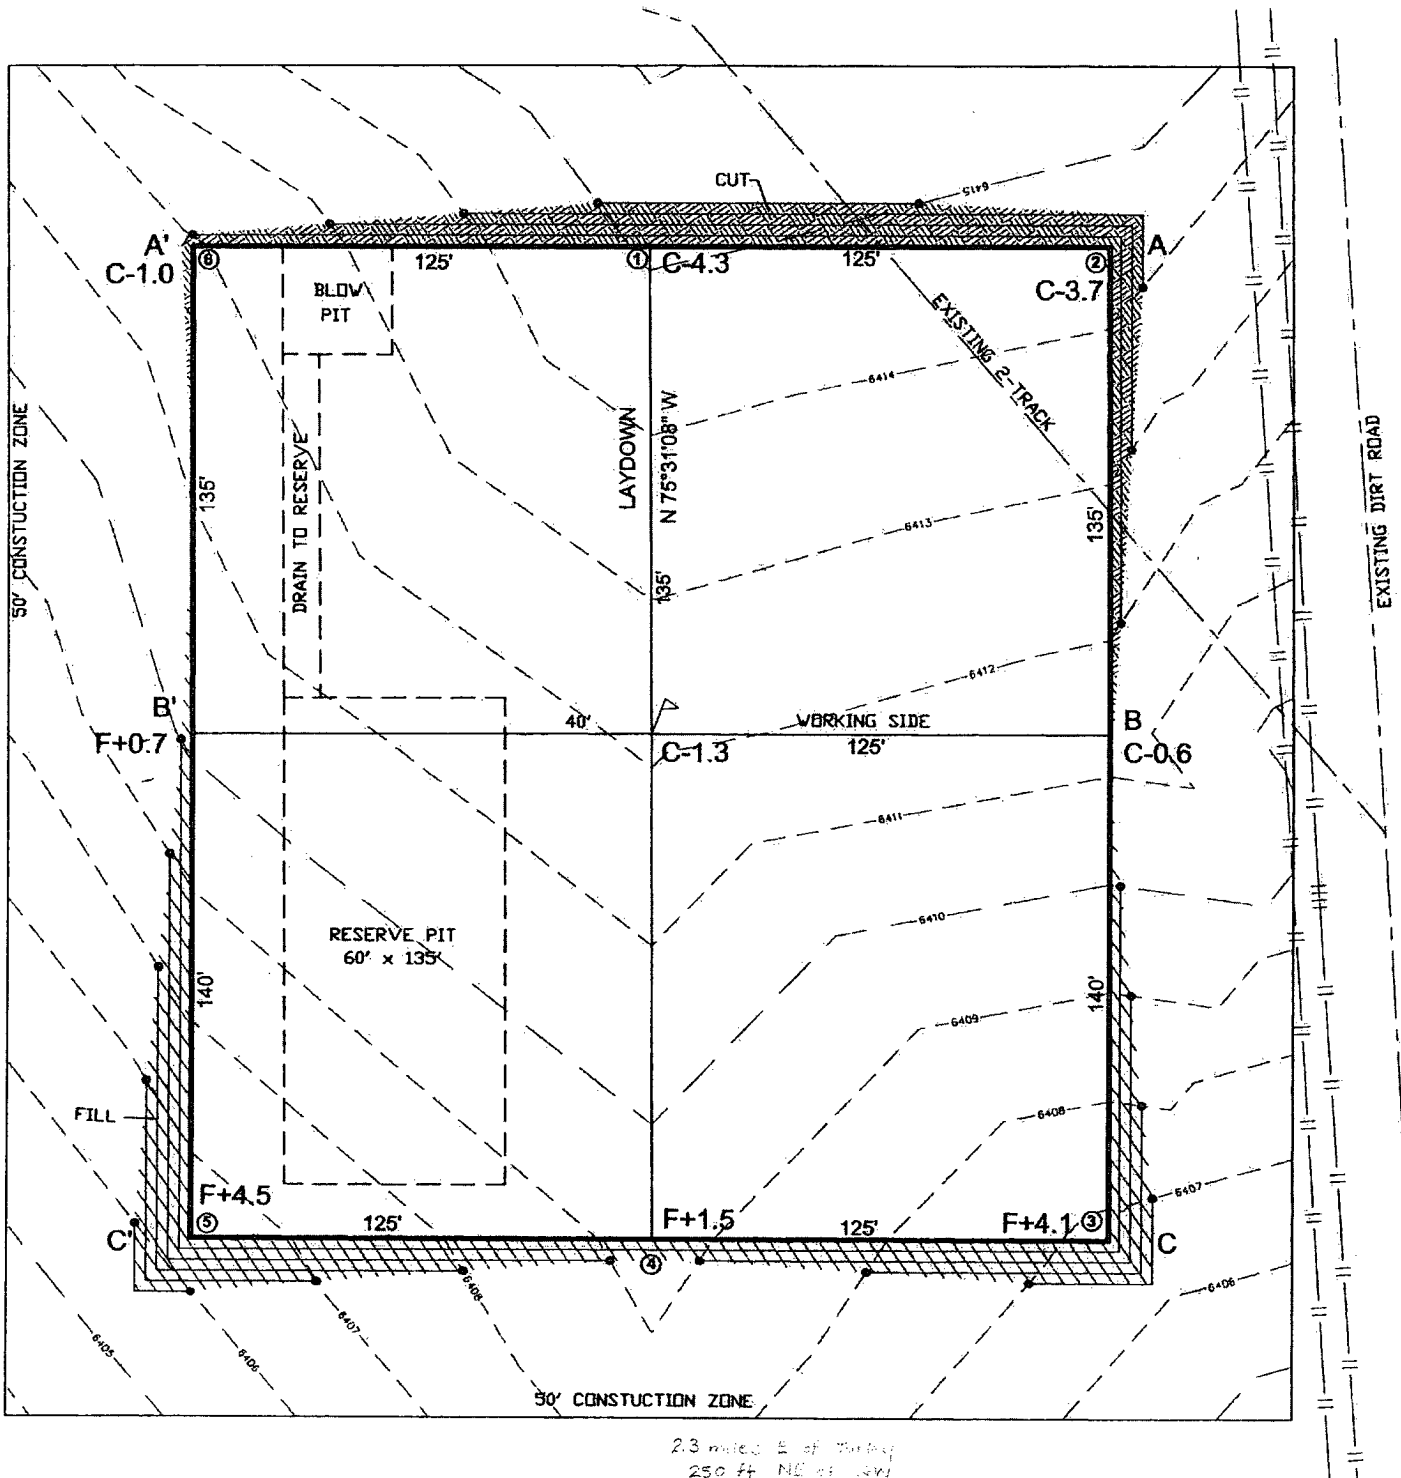 6415
CUT
A'
A
C-1.0
⑥
125'
①
C-4.3
125'
②
C-3.7
BLOW
PIT
EXISTING 2-TRACK
6414
50' CONSTUCTION ZONE
DRAIN TO RESERVE
135'
LAYDOWN
N 75°31'08" W
135'
6413
135'
EXISTING DIRT ROAD
6412
B'
F+0.7
40'
WORKING SIDE
125'
B
C-0.6
C-1.3
6411
6410
RESERVE PIT
60' x 135'
140'
140'
6409
6408
FILL
6407
F+4.5
⑤
125'
F+1.5
④
125'
F+4.1
③
C'
C
6408
6407
6406
6405
6406
50' CONSTUCTION ZONE
2.3 miles E of
250 ft NE of